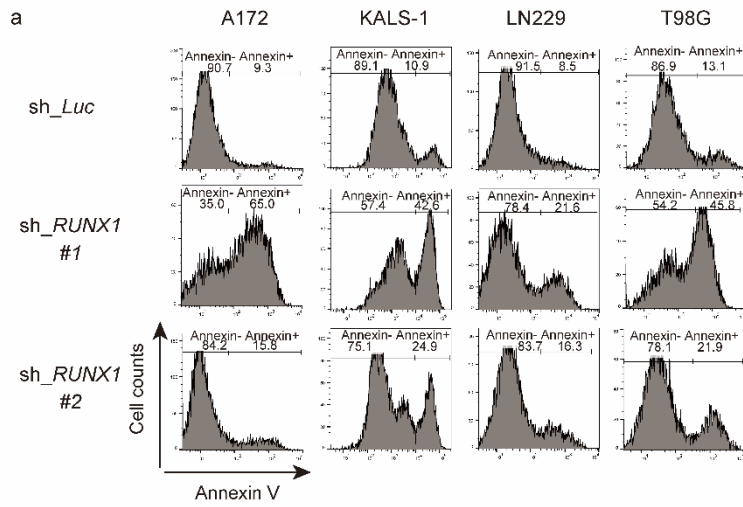 a
A172 KALS-1 LN229 T98G
sh_Luc
Annexin- Annexin+
90.7 9.3
Annexin- Annexin+
89.1 10.9
Annexin- Annexin+
91.5 8.5
Annexin- Annexin+
86.9 13.1
sh_RUNX1
#1
Annexin- Annexin+
35.0 65.0
Annexin- Annexin+
57.4 42.6
Annexin- Annexin+
78.4 21.6
Annexin- Annexin+
54.2 45.8
sh_RUNX1
#2
Annexin- Annexin+
84.2 15.8
Annexin- Annexin+
75.1 24.9
Annexin- Annexin+
83.7 16.3
Annexin- Annexin+
78.1 21.9
Cell counts
Annexin V